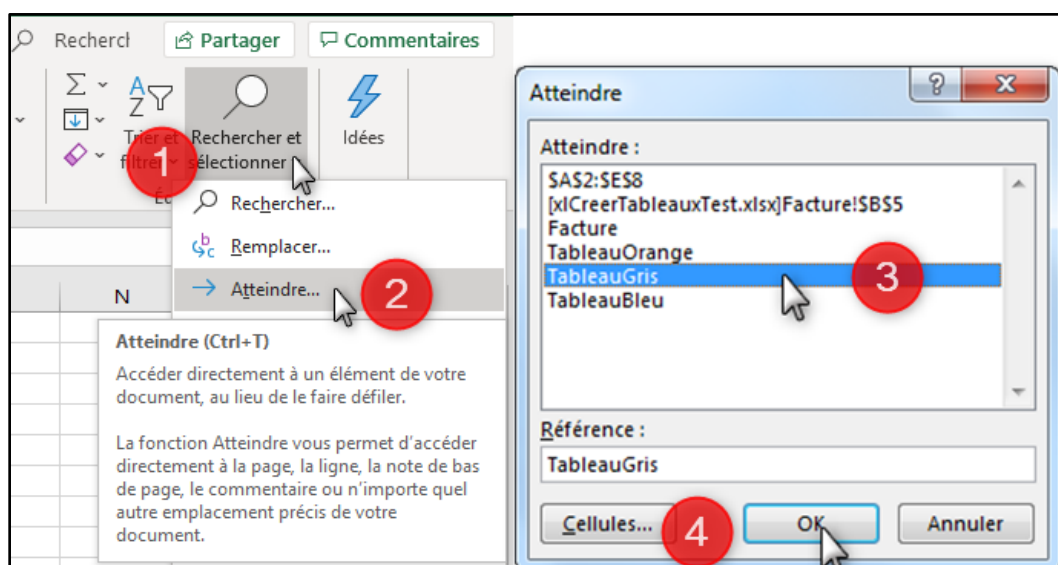 Recherch
Partager
Commentaires
Trier et
filtrer
Rechercher et
sélectionner
Idées
1
Rechercher...
Remplacer...
Atteindre...
2
N
Atteindre (Ctrl+T)
Accéder directement à un élément de votre
document, au lieu de le faire défiler.
La fonction Atteindre vous permet d'accéder
directement à la page, la ligne, la note de bas
de page, le commentaire ou n'importe quel
autre emplacement précis de votre
document.
Atteindre
Atteindre :
$A$2:$E$8
[xlCreerTableauxTest.xlsx]Facture!$B$5
Facture
TableauOrange
TableauGris
3
TableauBleu
Référence :
TableauGris
Cellules...
4
OK
Annuler